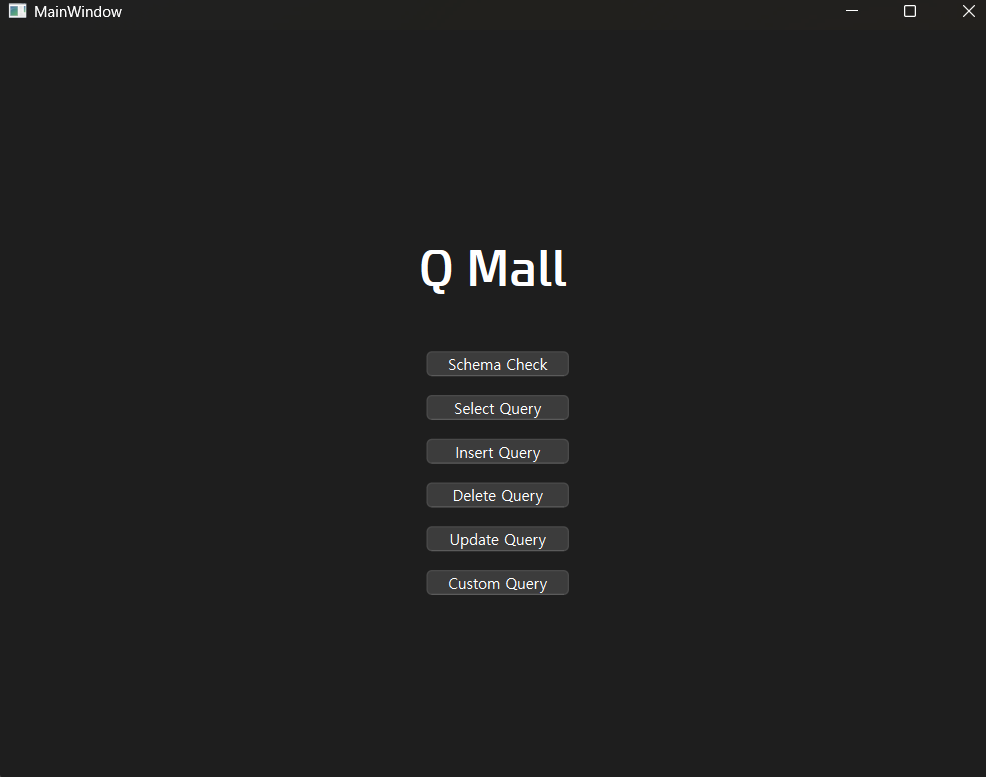 MainWindow
Q Mall
Schema Check
Select Query
Insert Query
Delete Query
Update Query
Custom Query